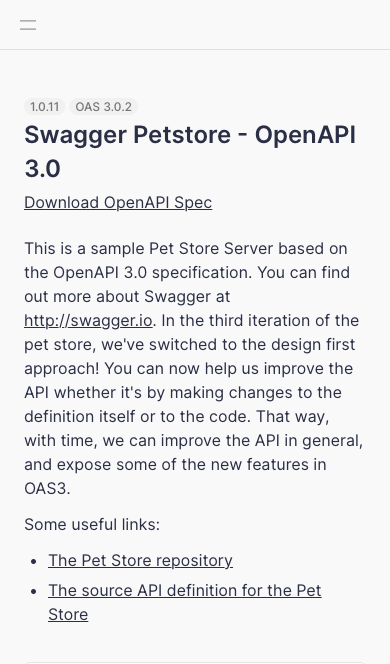 1.0.11 OAS 3.0.2
Swagger Petstore - OpenAPI
3.0
Download OpenAPI Spec
This is a sample Pet Store Server based on
the OpenAPI 3.0 specification. You can find
out more about Swagger at
http://swagger.io. In the third iteration of the
pet store, we've switched to the design first
approach! You can now help us improve the
API whether it's by making changes to the
definition itself or to the code. That way,
with time, we can improve the API in general,
and expose some of the new features in
OAS3.
Some useful links:
• The Pet Store repository
• The source API definition for the Pet
Store